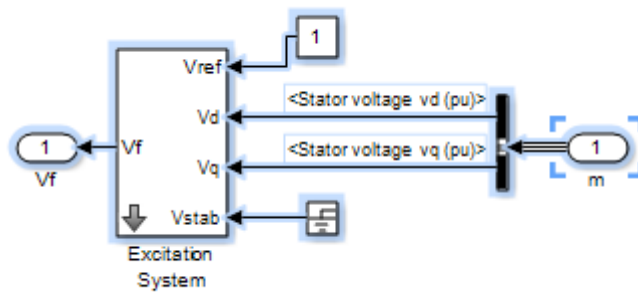 1
Vref
<Stator voltage vd (pu)>
Vd
1
Vf
Vf
<Stator voltage vq (pu)>
Vq
1
m
Vstab
Excitation
System